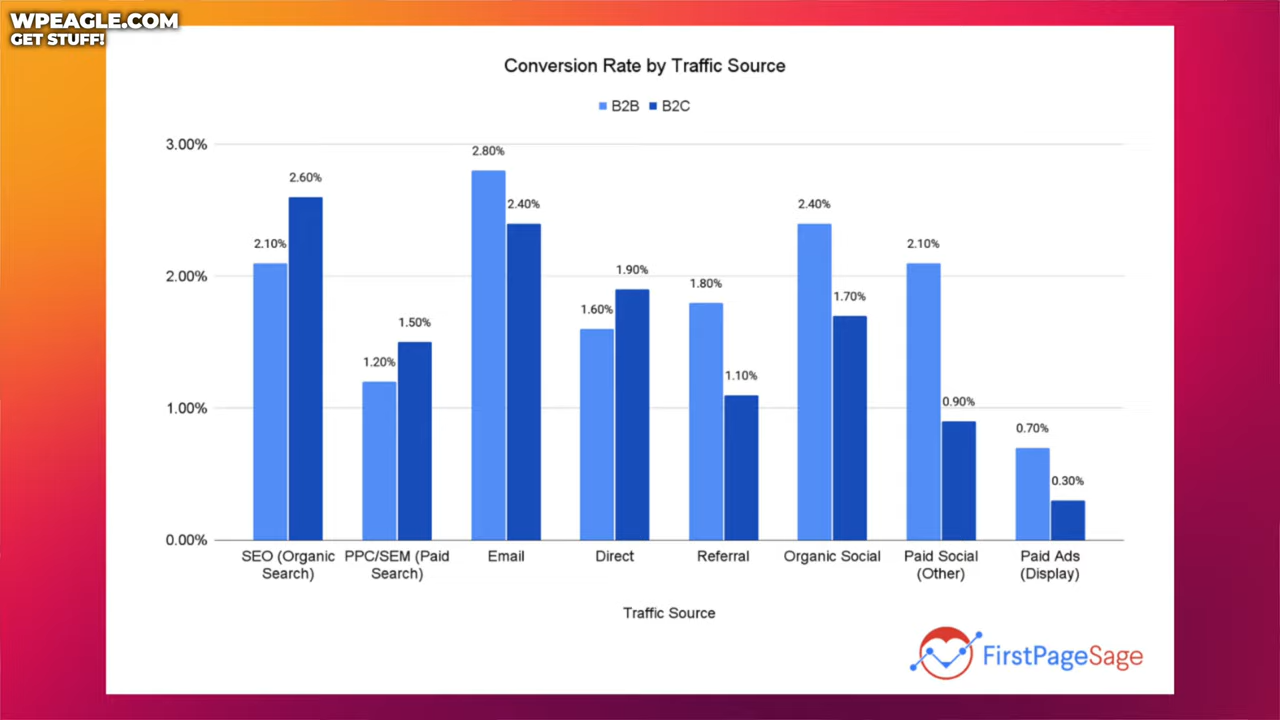 WPEAGLE.COM
GET STUFF!
Conversion Rate by Traffic Source
B2B B2C
3.00%
2.00%
1.00%
0.00%
2.10%
2.60%
1.20%
1.50%
2.80%
2.40%
1.60%
1.90%
1.80%
1.10%
2.40%
1.70%
2.10%
0.90%
0.70%
0.30%
SEO (Organic
Search)
PPC/SEM (Paid
Search)
Email
Direct
Referral
Organic Social
Paid Social
(Other)
Paid Ads
(Display)
Traffic Source
FirstPageSage